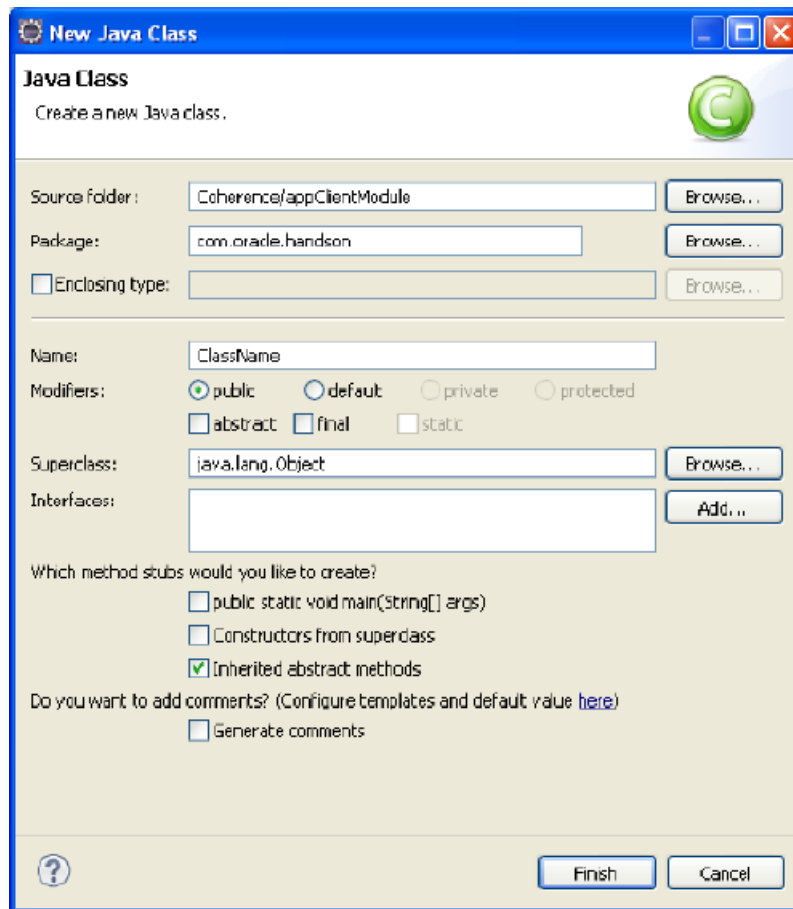 New Java Class
Java Class
Create a new Java class.
Source folder: Coherence/appClientModule Browse...
Package: com.oracle.handson Browse...
Enclosing type: Browse...
Name: ClassName
Modifiers: public default private protected
abstract final static
Superclass: java.lang.Object Browse...
Interfaces: Add...
Which method stubs would you like to create?
public static void main(String[] args)
Constructors from superclass
Inherited abstract methods
Do you want to add comments? (Configure templates and default value here)
Generate comments
? Finish Cancel